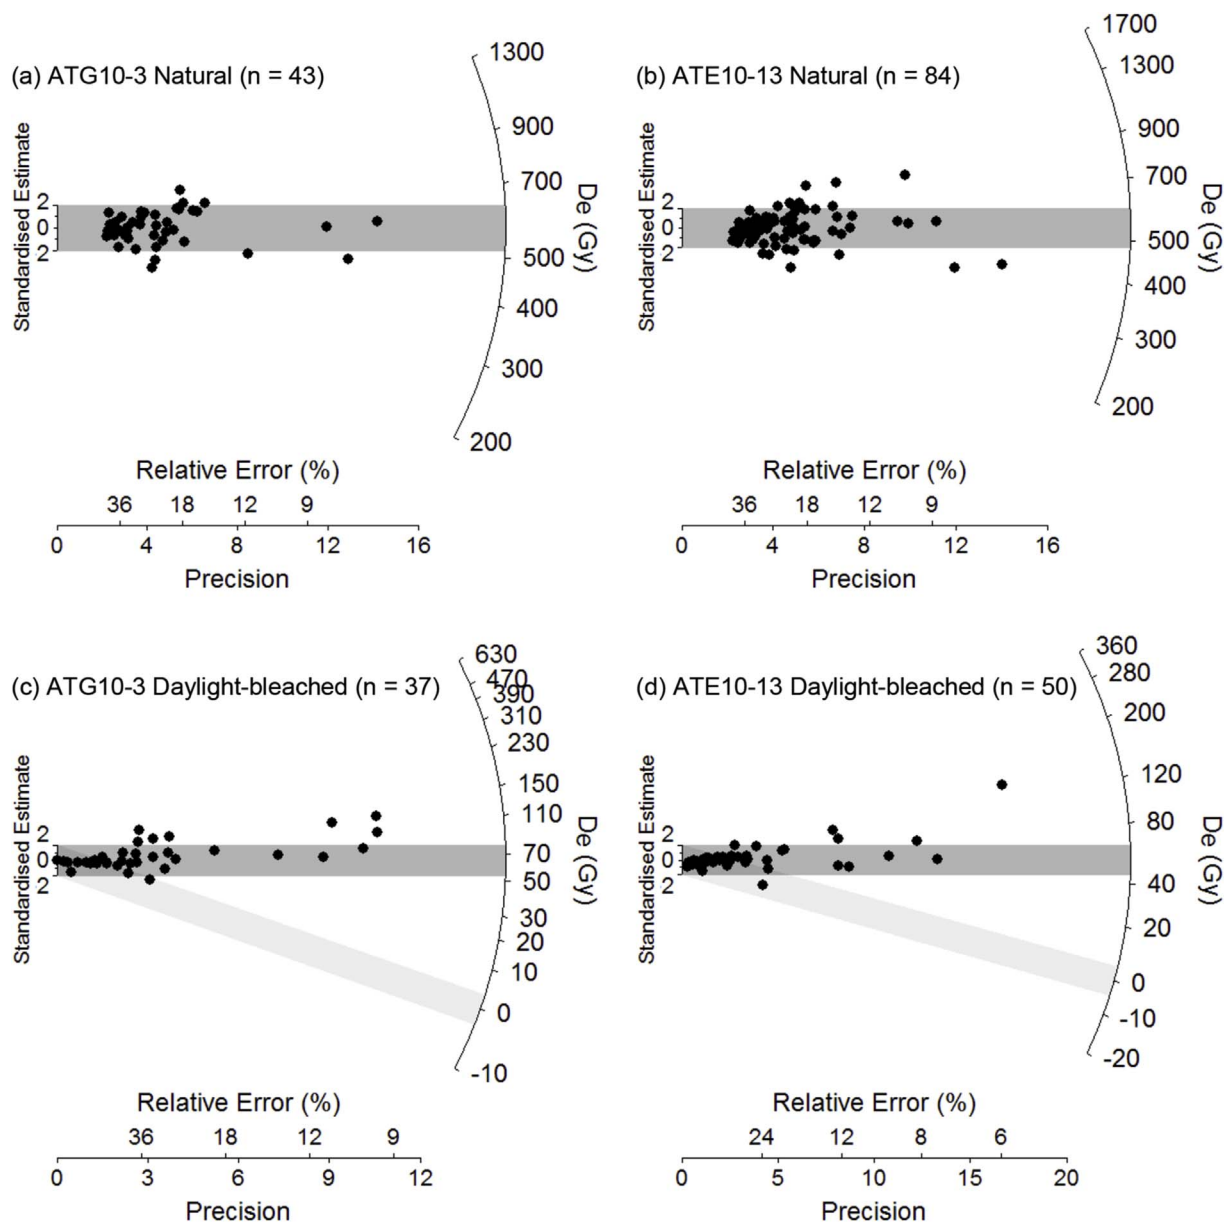 (a) ATG10-3 Natural (n = 43)
Standardised Estimate
2
0
2
1300
900
700
500
400
300
200
De (Gy)
Relative Error (%)
36 18 12 9
0 4 8 12 16
Precision
(b) ATE10-13 Natural (n = 84)
Standardised Estimate
2
0
2
1700
1300
900
700
500
400
300
200
De (Gy)
Relative Error (%)
36 18 12 9
0 4 8 12 16
Precision
(c) ATG10-3 Daylight-bleached (n = 37)
Standardised Estimate
2
0
2
630
470
390
310
230
150
110
70
50
30
20
10
0
-10
De (Gy)
Relative Error (%)
36 18 12 9
0 3 6 9 12
Precision
(d) ATE10-13 Daylight-bleached (n = 50)
Standardised Estimate
2
0
2
360
280
200
120
80
40
20
0
-10
-20
De (Gy)
Relative Error (%)
24 12 8 6
0 5 10 15 20
Precision